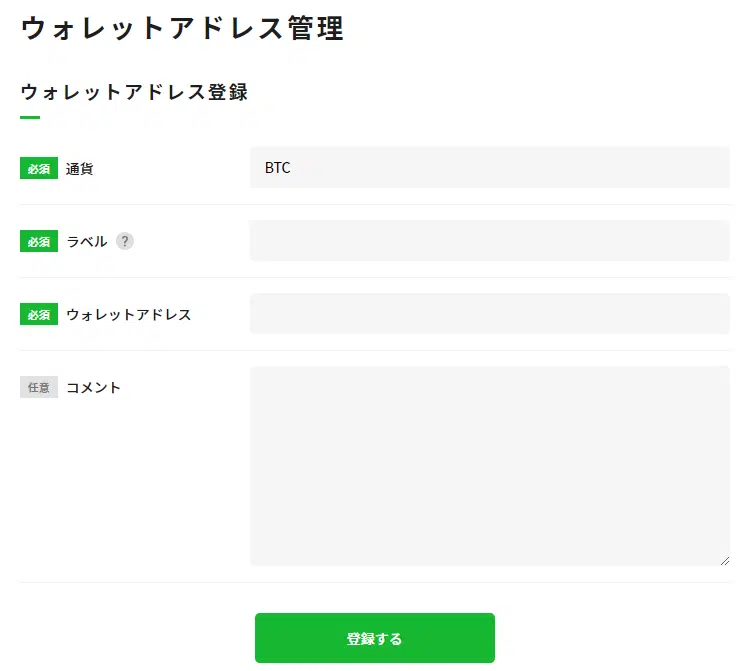 ウォレットアドレス管理
ウォレットアドレス登録
必須 通貨 BTC
必須 ラベル ?
必須 ウォレットアドレス
任意 コメント
登録する